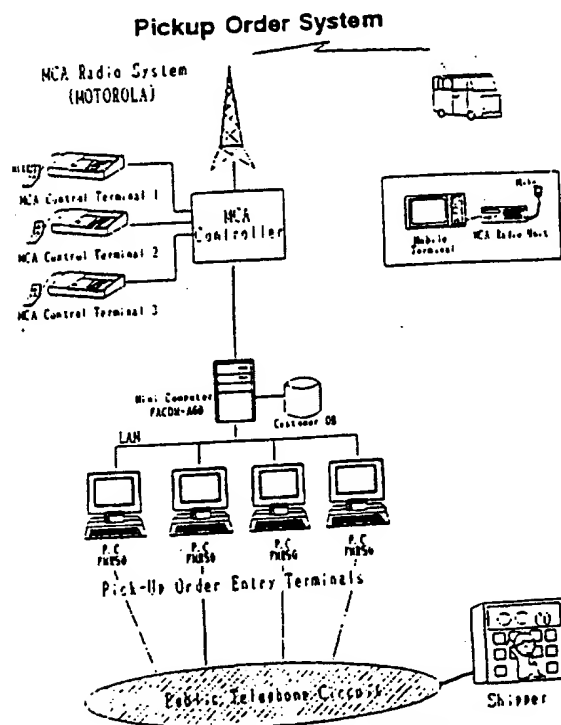 Pickup Order System
MCA Radio System
(MOTOROLA)
MCA Control Terminal 1
MCA Control Terminal 2
MCA Control Terminal 3
MCA
Controller
Mobile
Terminal
MCA Radio Unit
Mini Computer
Customer DB
LAN
P.C
P.C
P.C
P.C
Pick-Up Order Entry Terminals
Public Telephone Circuit
Shipper